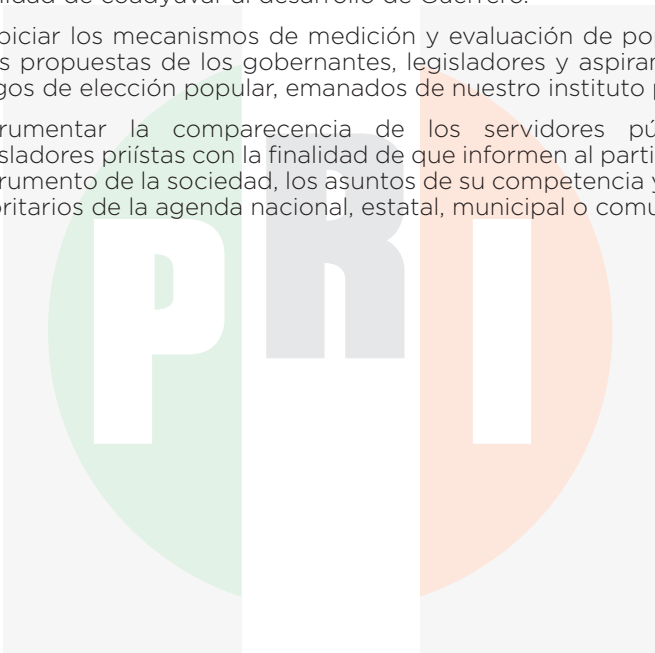 lidad de coadyuvar al desarrollo de Guerrero.
piciar los mecanismos de medición y evaluación de po
s propuestas de los gobernantes, legisladores y aspirar
gos de elección popular, emanados de nuestro instituto p
rumentar la comparecencia de los servidores pú
sladores priístas con la finalidad de que informen al parti
rumento de la sociedad, los asuntos de su competencia y
oritarios de la agenda nacional, estatal, municipal o comu
PRI